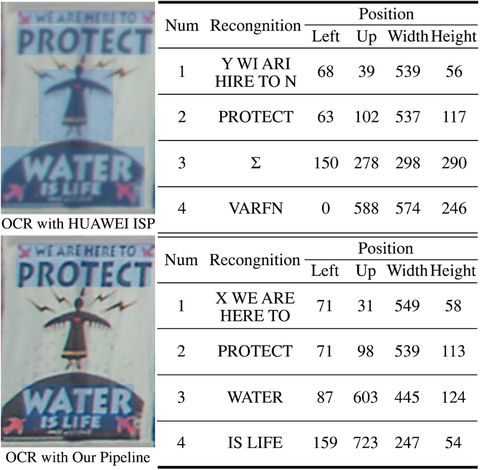 WE ARE HERE TO
PROTECT
WATER
IS LIFE
OCR with HUAWEI ISP
Num Recongnition Position
Left Up Width Height
1 Y WI ARI HIRE TO N 68 39 539 56
2 PROTECT 63 102 537 117
3 Σ 150 278 298 290
4 VARFN 0 588 574 246
WE ARE HERE TO
PROTECT
WATER
IS LIFE
OCR with Our Pipeline
Num Recongnition Position
Left Up Width Height
1 X WE ARE HERE TO 71 31 549 58
2 PROTECT 71 98 539 113
3 WATER 87 603 445 124
4 IS LIFE 159 723 247 54